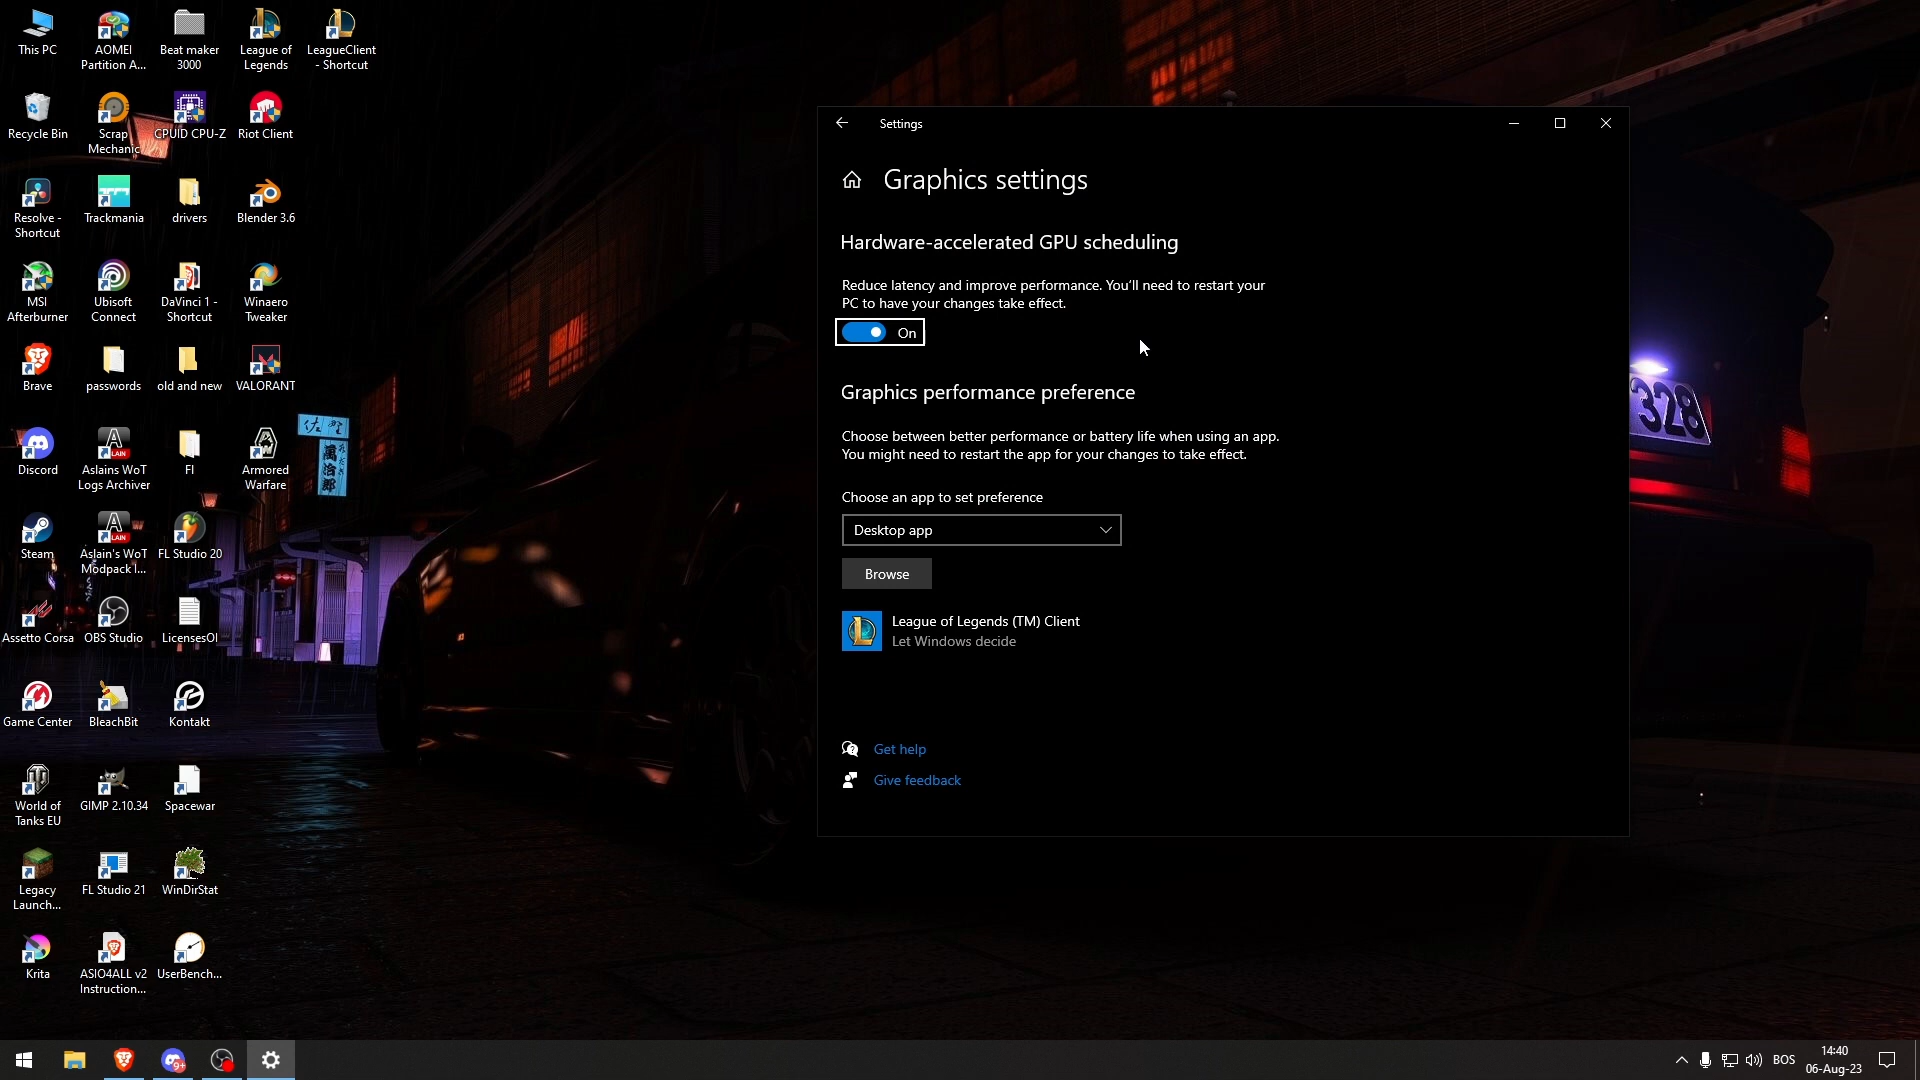 This PC
AOMEI
Partition A...
Beat maker
3000
League of
Legends
LeagueClient
- Shortcut
Recycle Bin
Scrap
Mechanic
CPUID CPU-Z
Riot Client
Resolve -
Shortcut
Trackmania
drivers
Blender 3.6
MSI
Afterburner
Ubisoft
Connect
DaVinci 1 -
Shortcut
Winaero
Tweaker
Brave
passwords
old and new
VALORANT
Discord
Aslains WoT
Logs Archiver
FI
Armored
Warfare
Steam
Aslain's WoT
Modpack I...
FL Studio 20
Assetto Corsa
OBS Studio
LicensesOI
Game Center
BleachBit
Kontakt
World of
Tanks EU
GIMP 2.10.34
Spacewar
Legacy
Launch...
FL Studio 21
WinDirStat
Krita
ASIO4ALL v2
Instruction...
UserBench...
Settings
Graphics settings
Hardware-accelerated GPU scheduling
Reduce latency and improve performance. You'll need to restart your
PC to have your changes take effect.
On
Graphics performance preference
Choose between better performance or battery life when using an app.
You might need to restart the app for your changes to take effect.
Choose an app to set preference
Desktop app
Browse
League of Legends (TM) Client
Let Windows decide
Get help
Give feedback
328
萬治郎
9+
BOS
14:40
06-Aug-23